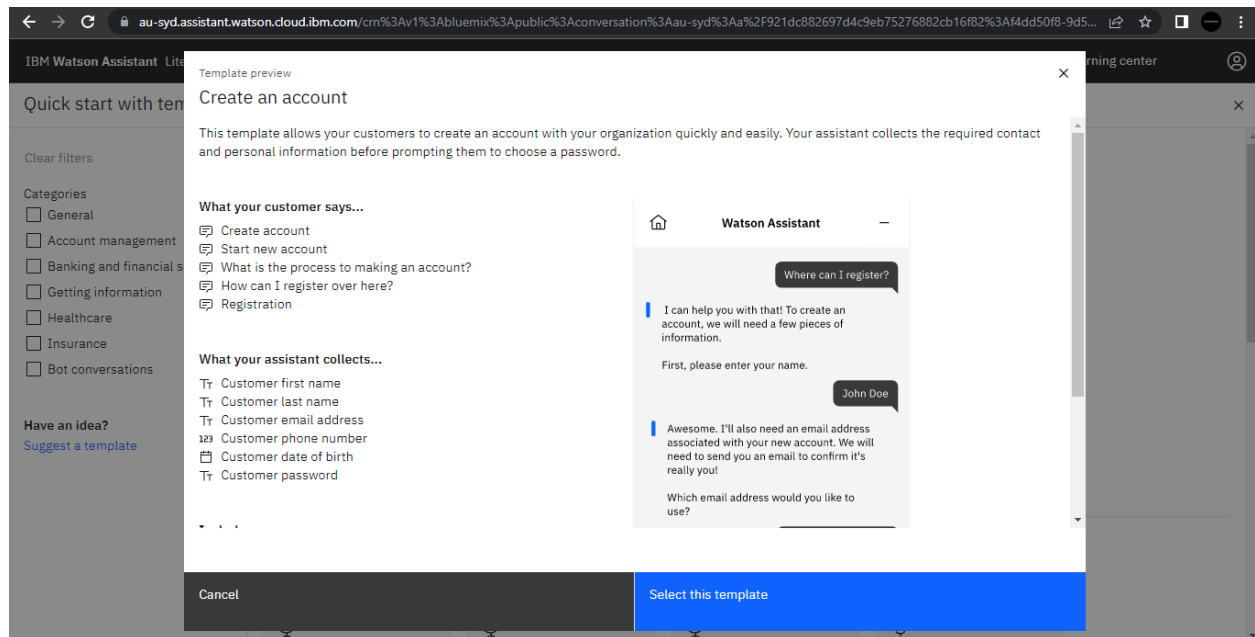 au-syd.assistant.watson.cloud.ibm.com/crn%3Av1%3Abluemix%3Apublic%3Aconversation%3Aau-syd%3Aa%2F921dc882697d4c9eb75276882cb16f82%3Af4dd50f8-9d5...
IBM Watson Assistant Lite
rning center
Quick start with tem
Clear filters
Categories
General
Account management
Banking and financial s
Getting information
Healthcare
Insurance
Bot conversations
Have an idea?
Suggest a template
Template preview
Create an account
This template allows your customers to create an account with your organization quickly and easily. Your assistant collects the required contact
and personal information before prompting them to choose a password.
What your customer says...
Create account
Start new account
What is the process to making an account?
How can I register over here?
Registration
What your assistant collects...
Tт Customer first name
Tт Customer last name
Tт Customer email address
123 Customer phone number
Customer date of birth
Tт Customer password
Watson Assistant
Where can I register?
I can help you with that! To create an
account, we will need a few pieces of
information.
First, please enter your name.
John Doe
Awesome. I'll also need an email address
associated with your new account. We will
need to send you an email to confirm it's
really you!
Which email address would you like to
use?
Cancel
Select this template